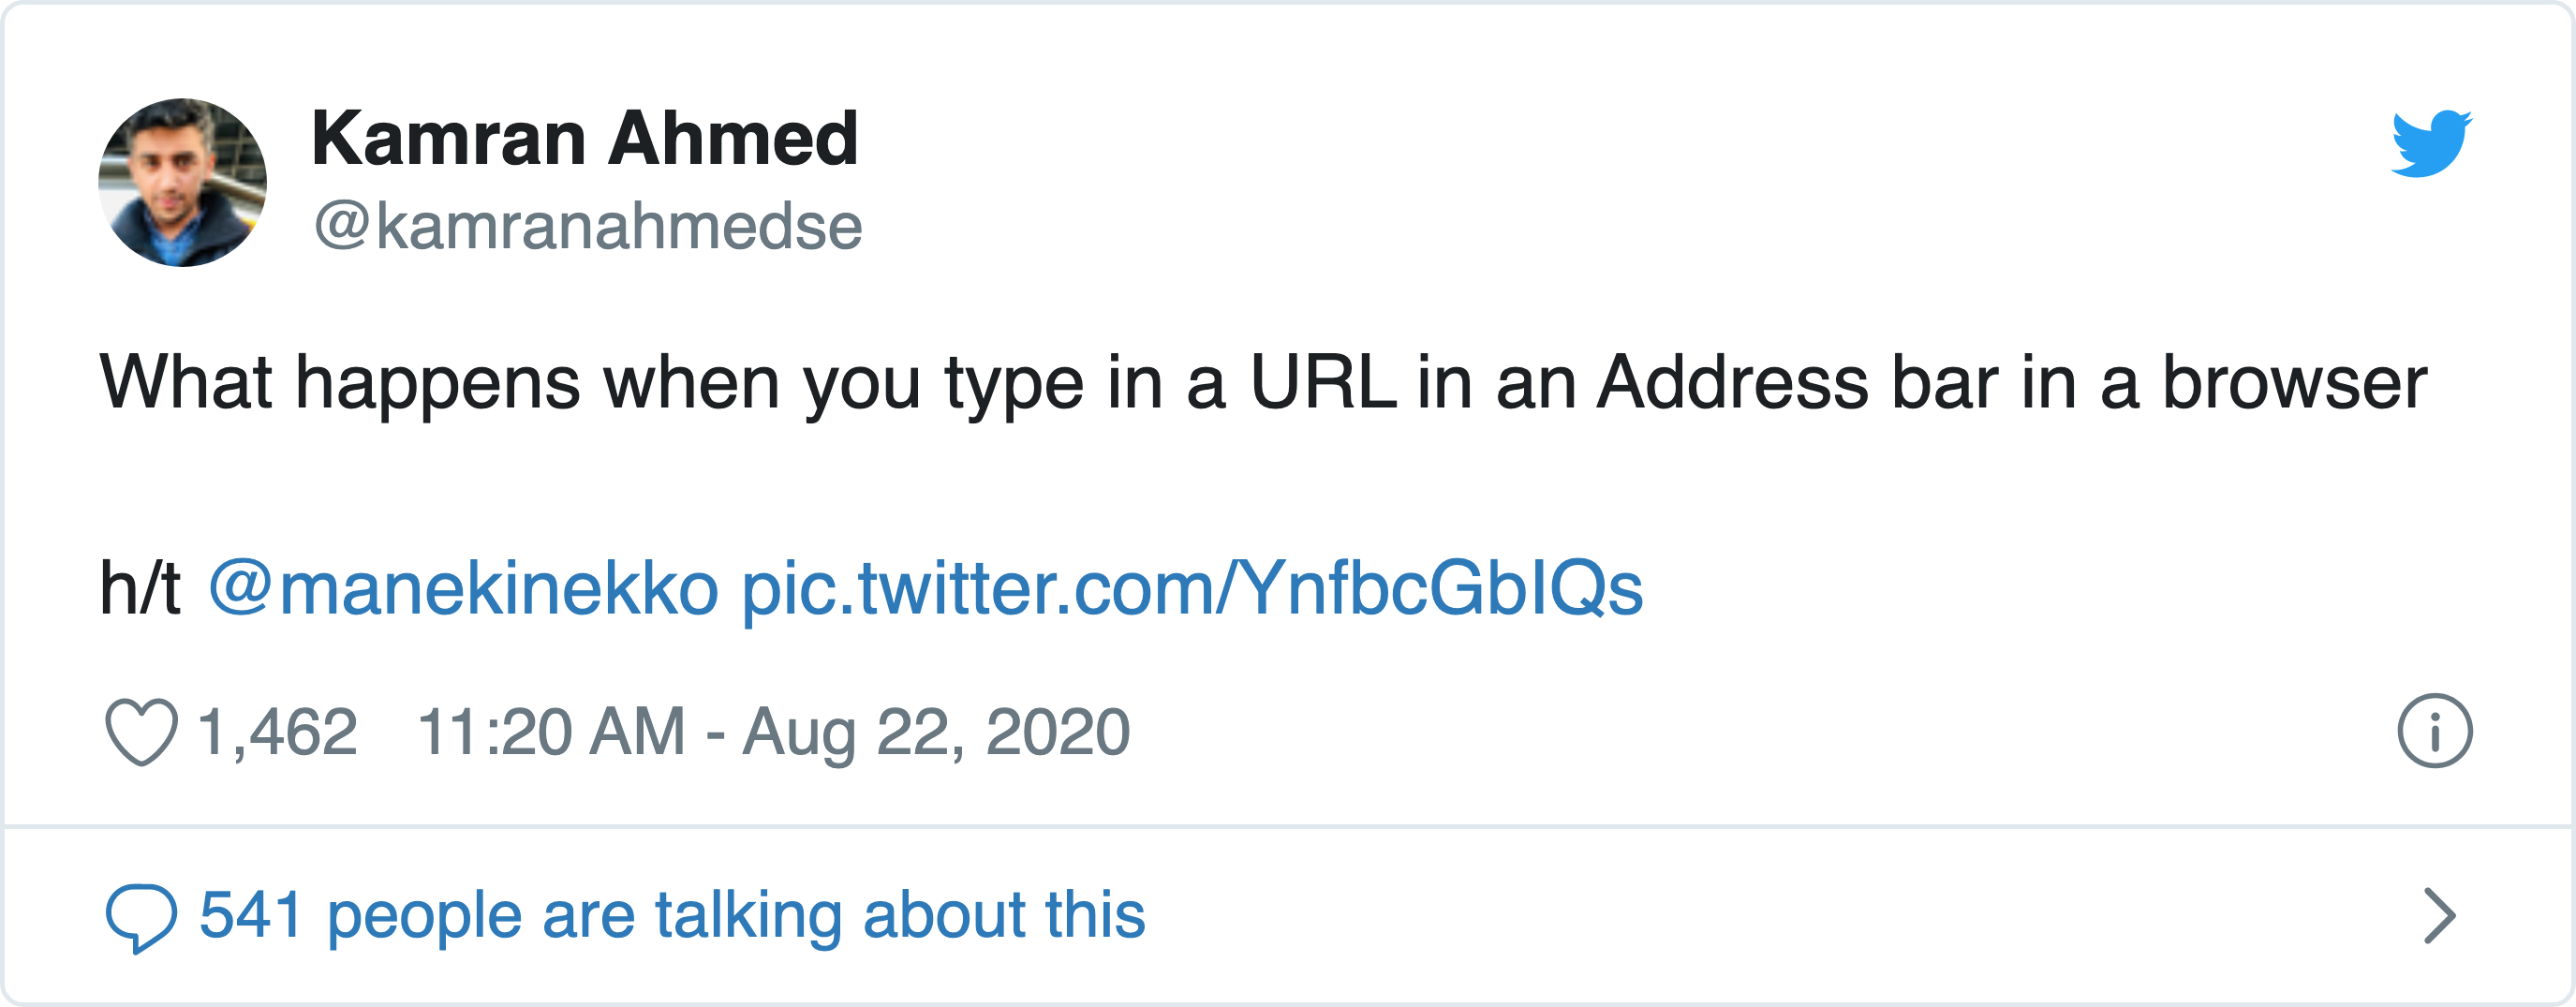 Kamran Ahmed
@kamranahmedse
What happens when you type in a URL in an Address bar in a browser
h/t @manekinekko pic.twitter.com/YnfbcGbIQs
1,462 11:20 AM - Aug 22, 2020
541 people are talking about this